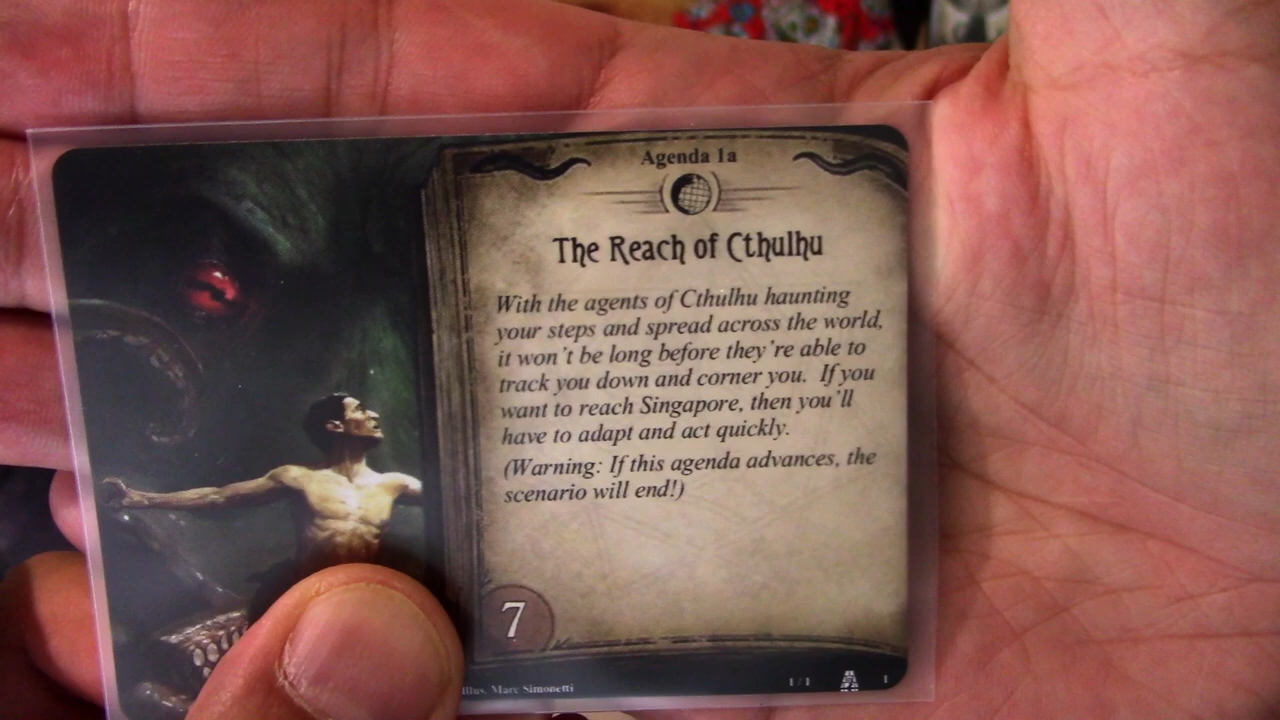 Agenda 1a
The Reach of Cthulhu
With the agents of Cthulhu haunting
your steps and spread across the world,
it won't be long before they're able to
track you down and corner you. If you
want to reach Singapore, then you'll
have to adapt and act quickly.
(Warning: If this agenda advances, the
scenario will end!)
7
Illus. Marc Simonetti
1/1
1